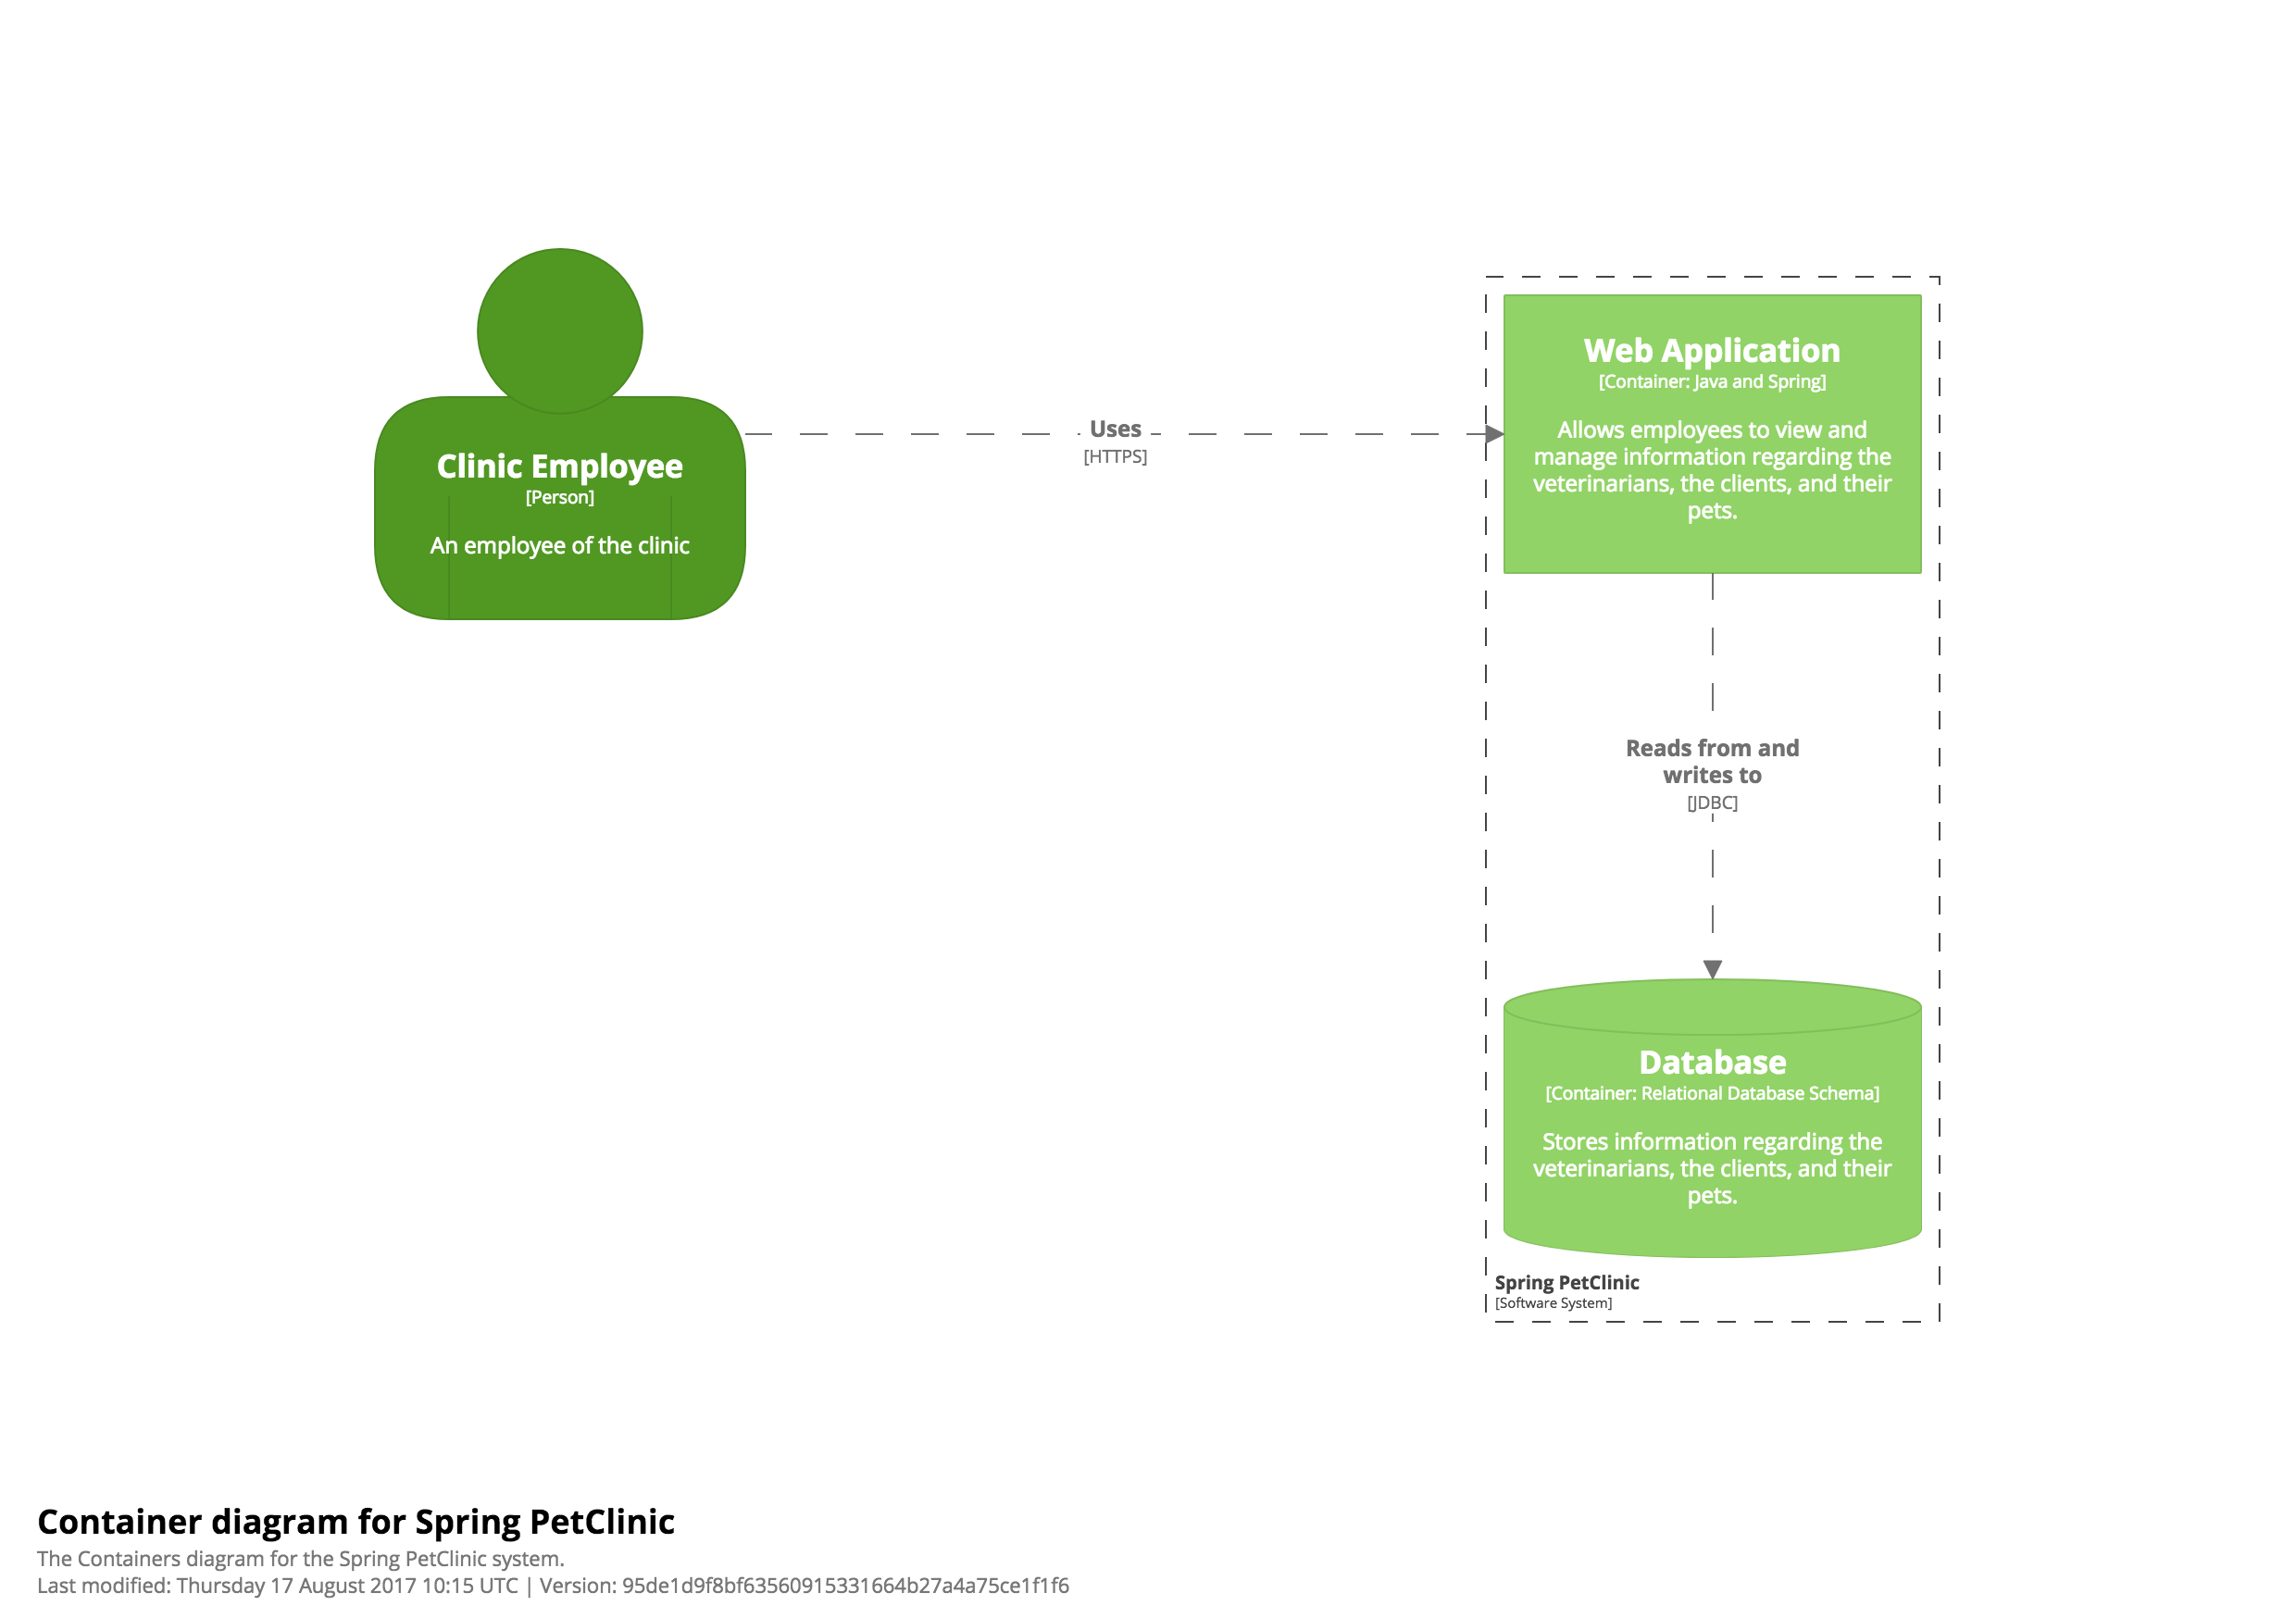 Clinic Employee
[Person]
An employee of the clinic
Uses
[HTTPS]
Web Application
[Container: Java and Spring]
Allows employees to view and
manage information regarding the
veterinarians, the clients, and their
pets.
Reads from and
writes to
[JDBC]
Database
[Container: Relational Database Schema]
Stores information regarding the
veterinarians, the clients, and their
pets.
Spring PetClinic
[Software System]
Container diagram for Spring PetClinic
The Containers diagram for the Spring PetClinic system.
Last modified: Thursday 17 August 2017 10:15 UTC | Version: 95de1d9f8bf63560915331664b27a4a75ce1f1f6